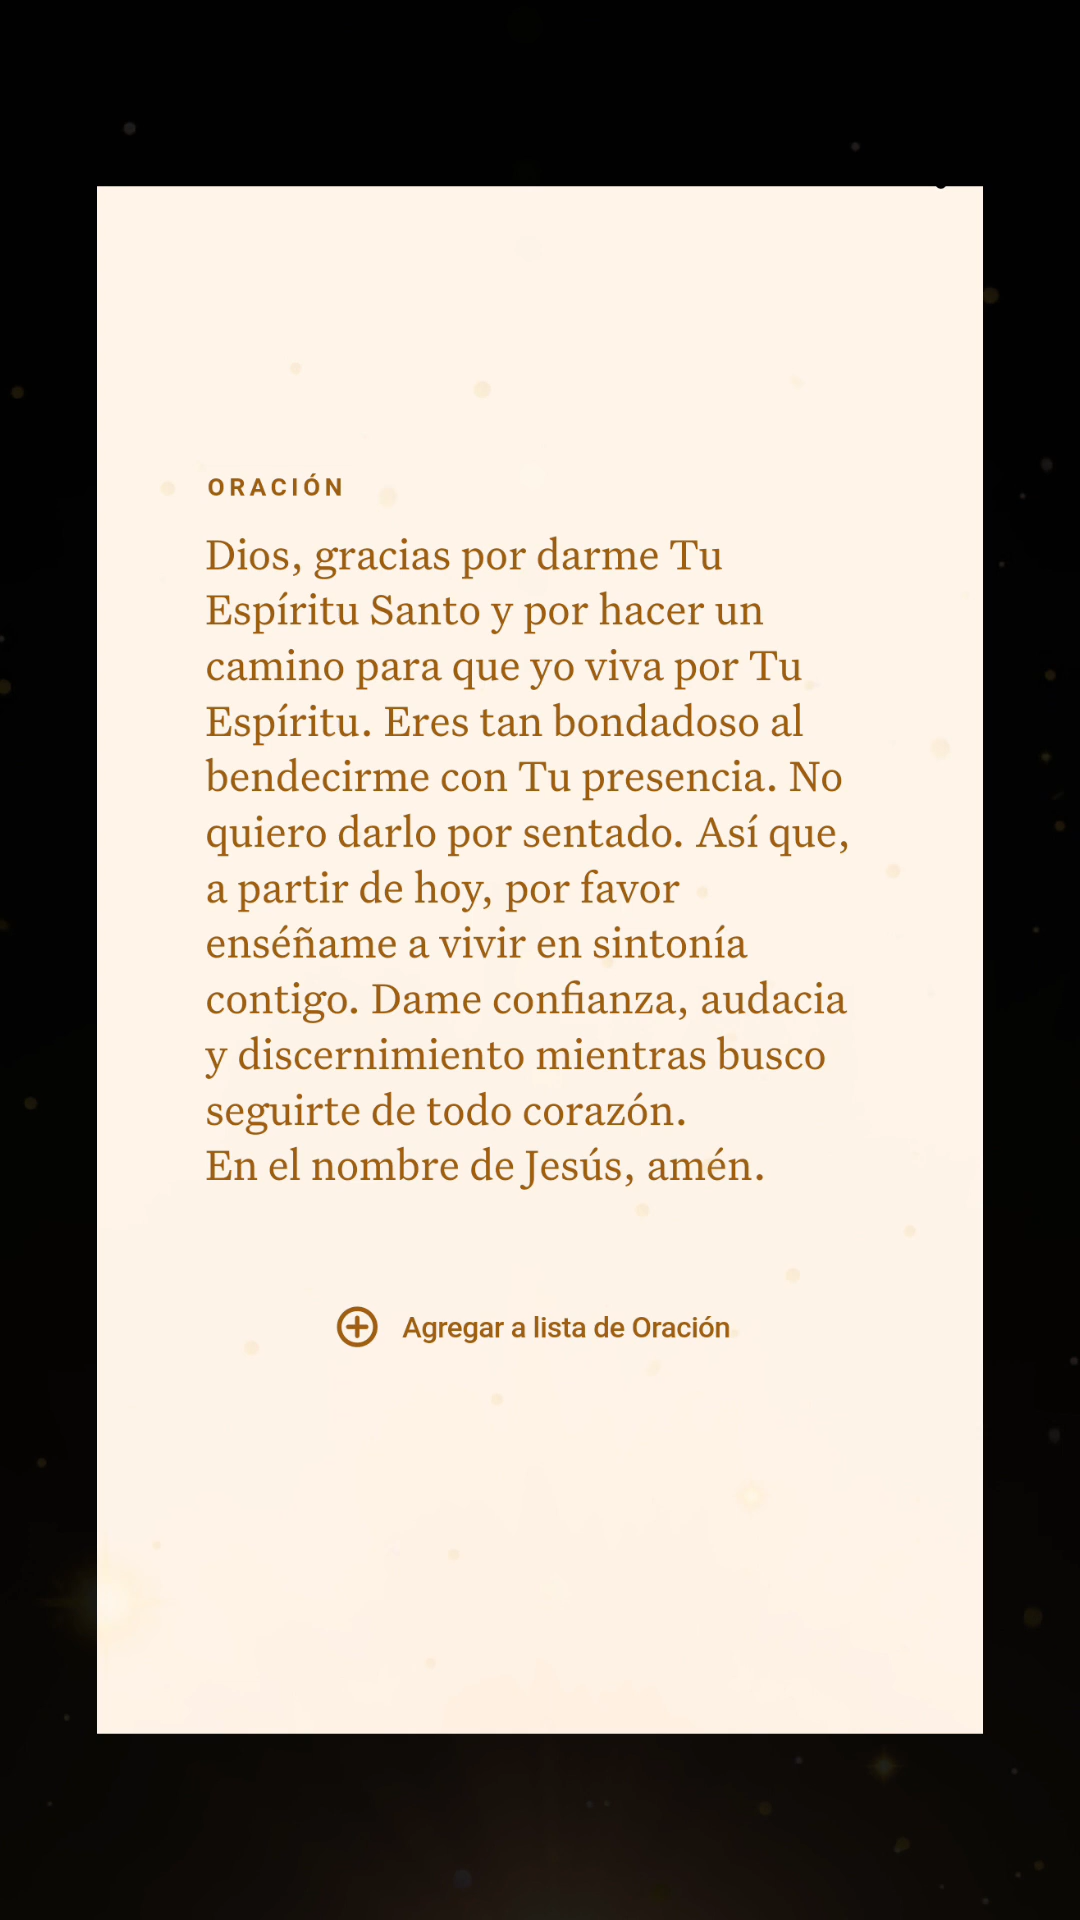 ORACIÓN
Dios, gracias por darme Tu
Espíritu Santo y por hacer un
camino para que yo viva por Tu
Espíritu. Eres tan bondadoso al
bendecirme con Tu presencia. No
quiero darlo por sentado. Así que,
a partir de hoy, por favor
enséñame a vivir en sintonía
contigo. Dame confianza, audacia
y discernimiento mientras busco
seguirte de todo corazón.
En el nombre de Jesús, amén.
Agregar a lista de Oración